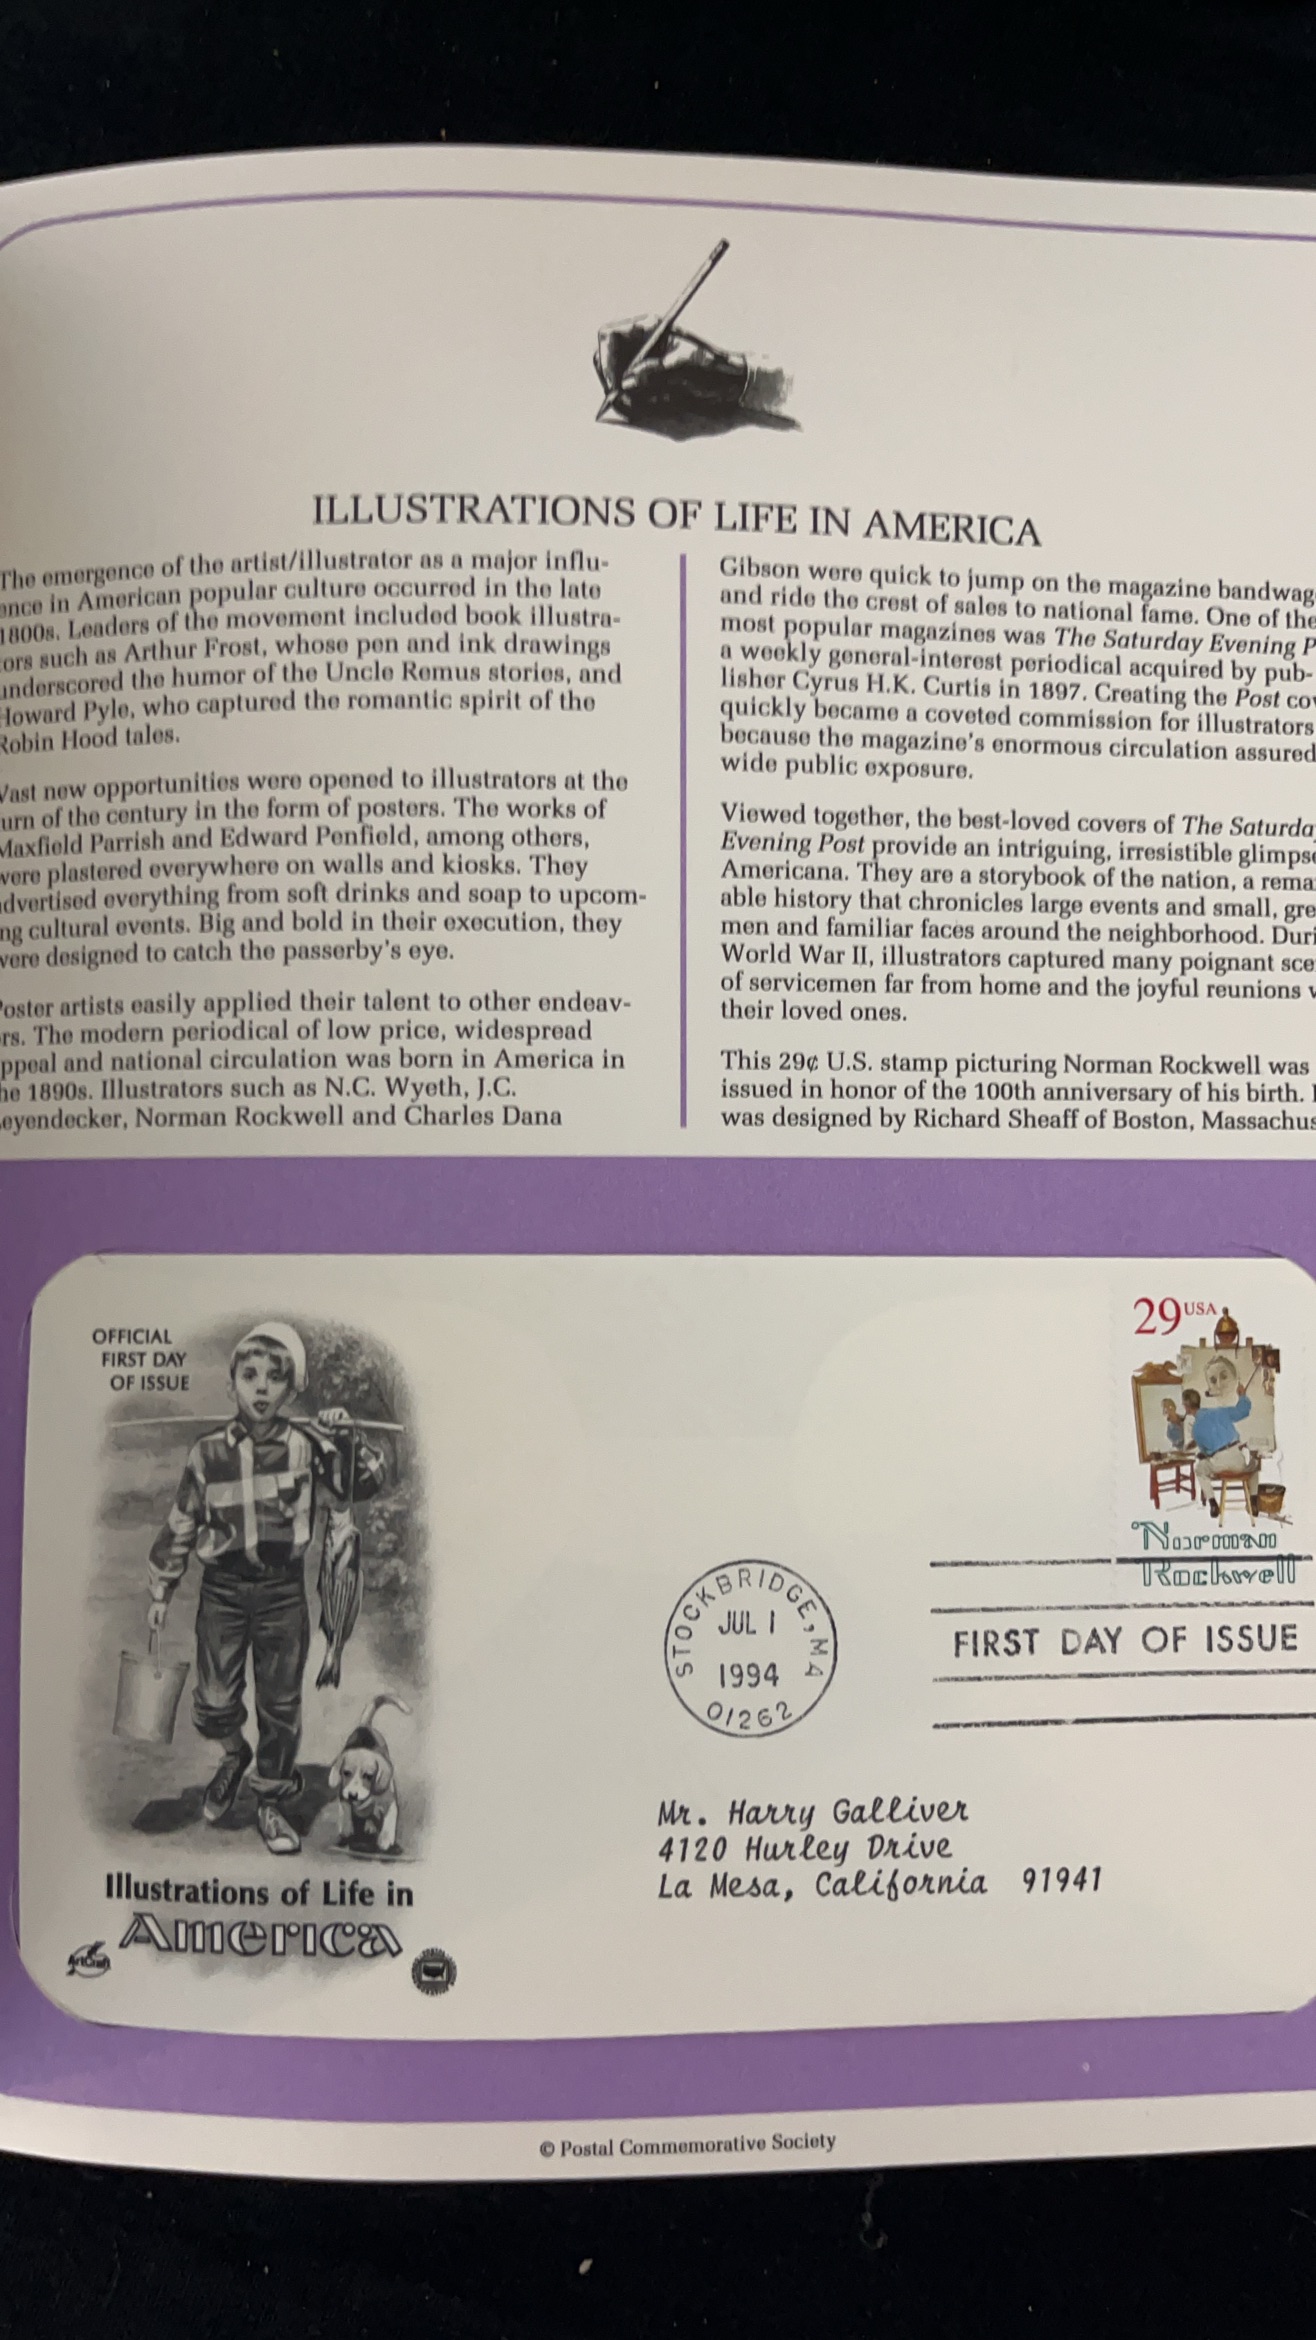 ILLUSTRATIONS OF LIFE IN AMERICA
The emergence of the artist/illustrator as a major influ-
ence in American popular culture occurred in the late
1800s. Leaders of the movement included book illustra-
ors such as Arthur Frost, whose pen and ink drawings
underscored the humor of the Uncle Remus stories, and
Howard Pyle, who captured the romantic spirit of the
Robin Hood tales.
Vast new opportunities were opened to illustrators at the
urn of the century in the form of posters. The works of
Maxfield Parrish and Edward Penfield, among others,
were plastered everywhere on walls and kiosks. They
advertised everything from soft drinks and soap to upcom-
ng cultural events. Big and bold in their execution, they
were designed to catch the passerby's eye.
Poster artists easily applied their talent to other endeav-
rs. The modern periodical of low price, widespread
ppeal and national circulation was born in America in
he 1890s. Illustrators such as N.C. Wyeth, J.C.
eyendecker, Norman Rockwell and Charles Dana
Gibson were quick to jump on the magazine bandwag
and ride the crest of sales to national fame. One of the
most popular magazines was The Saturday Evening P
a weekly general-interest periodical acquired by pub-
lisher Cyrus H.K. Curtis in 1897. Creating the Post cov
quickly became a coveted commission for illustrators
because the magazine's enormous circulation assured
wide public exposure.
Viewed together, the best-loved covers of The Saturda
Evening Post provide an intriguing, irresistible glimpse
Americana. They are a storybook of the nation, a rema
able history that chronicles large events and small, gre
men and familiar faces around the neighborhood. Duri
World War II, illustrators captured many poignant sce
of servicemen far from home and the joyful reunions w
their loved ones.
This 29¢ U.S. stamp picturing Norman Rockwell was
issued in honor of the 100th anniversary of his birth. I
was designed by Richard Sheaff of Boston, Massachus
OFFICIAL
FIRST DAY
OF ISSUE
29 USA
Norman
Rockwell
STOCKBRIDGE, MA
JUL 1
1994
01262
FIRST DAY OF ISSUE
Mr. Harry Galliver
4120 Hurley Drive
La Mesa, California 91941
Illustrations of Life in
America
ArtCraft
© Postal Commemorative Society